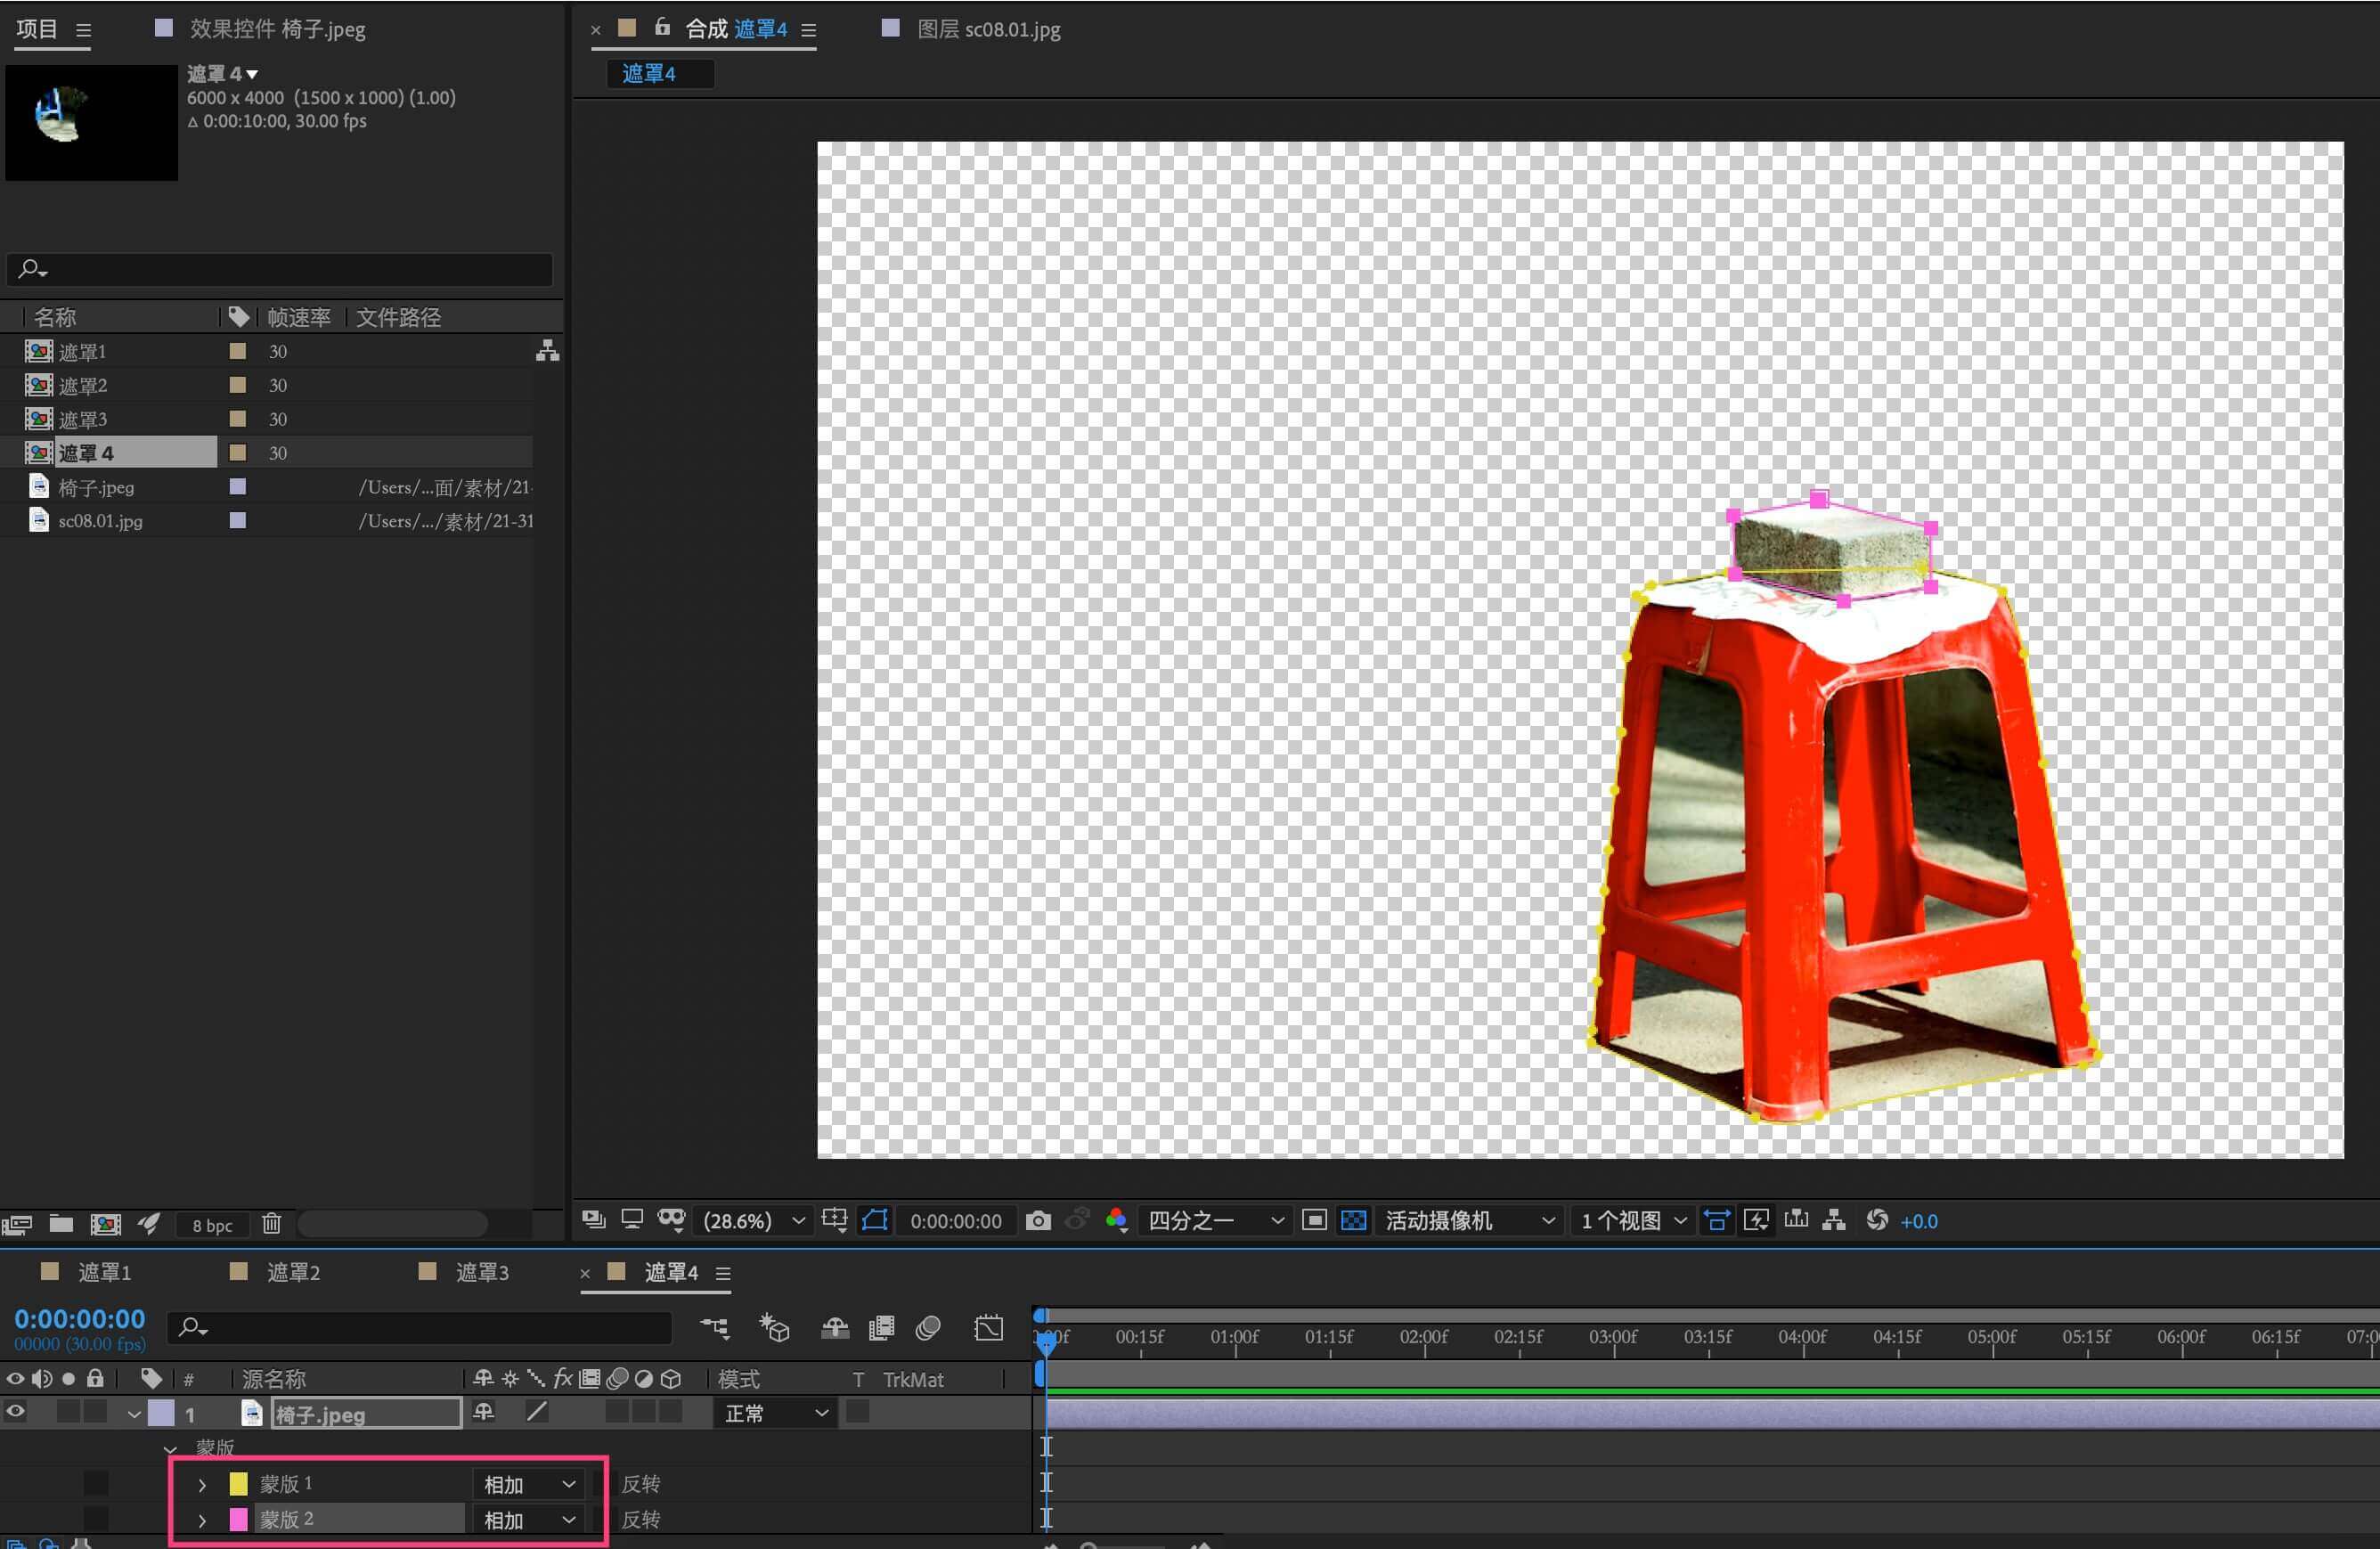 项目
效果控件 椅子.jpeg
合成 遮罩4
图层 sc08.01.jpg
遮罩4
遮罩 4
6000 x 4000 (1500 x 1000) (1.00)
Δ 0:00:10:00, 30.00 fps
名称
帧速率
文件路径
遮罩1
30
遮罩2
30
遮罩3
30
遮罩 4
30
椅子.jpeg
/Users/...面/素材/21-
sc08.01.jpg
/Users/.../素材/21-31
8 bpc
(28.6%)
0:00:00:00
四分之一
活动摄像机
1 个视图
+0.0
遮罩1
遮罩2
遮罩3
遮罩4
0:00:00:00
00000 (30.00 fps)
00:15f
01:00f
01:15f
02:00f
02:15f
03:00f
03:15f
04:00f
04:15f
05:00f
05:15f
06:00f
06:15f
#
源名称
fx
模式
T TrkMat
1
椅子.jpeg
正常
蒙版
蒙版 1
相加
反转
蒙版 2
相加
反转